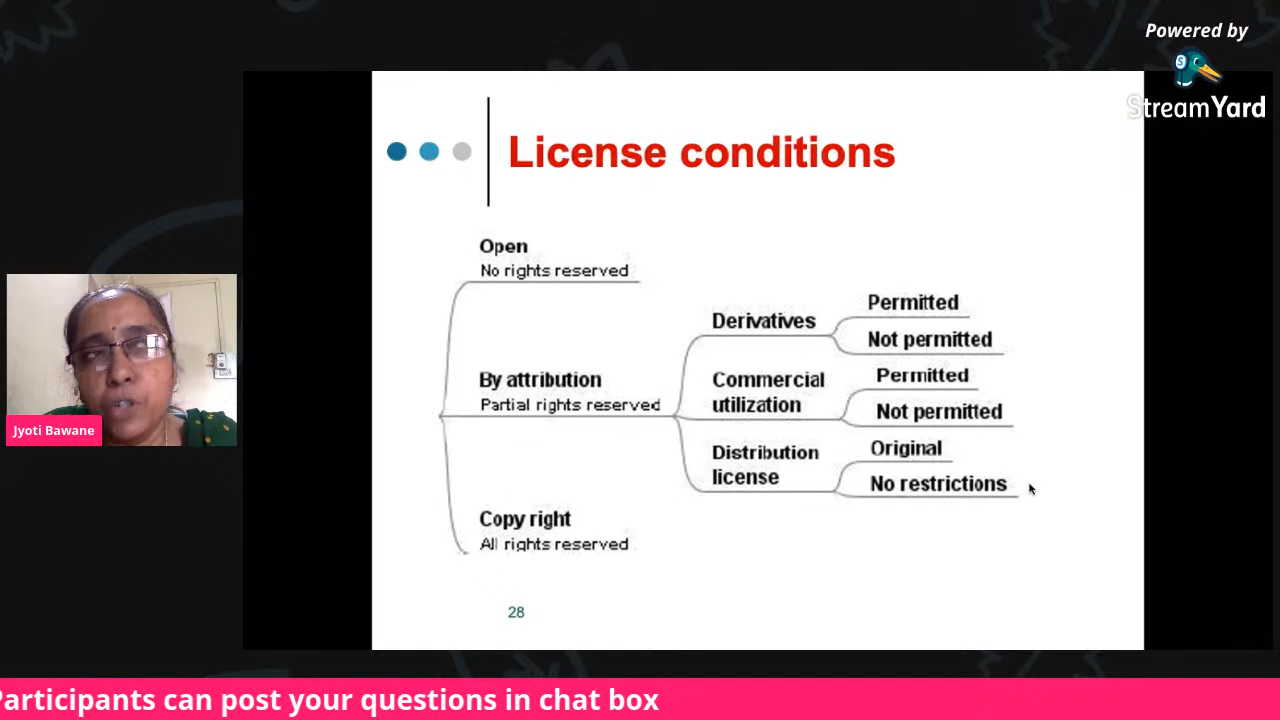 Powered by
StreamYard
License conditions
Open
No rights reserved
Derivatives
Permitted
Not permitted
By attribution
Partial rights reserved
Commercial
utilization
Permitted
Not permitted
Distribution
license
Original
No restrictions
Copy right
All rights reserved
28
Jyoti Bawane
Participants can post your questions in chat box